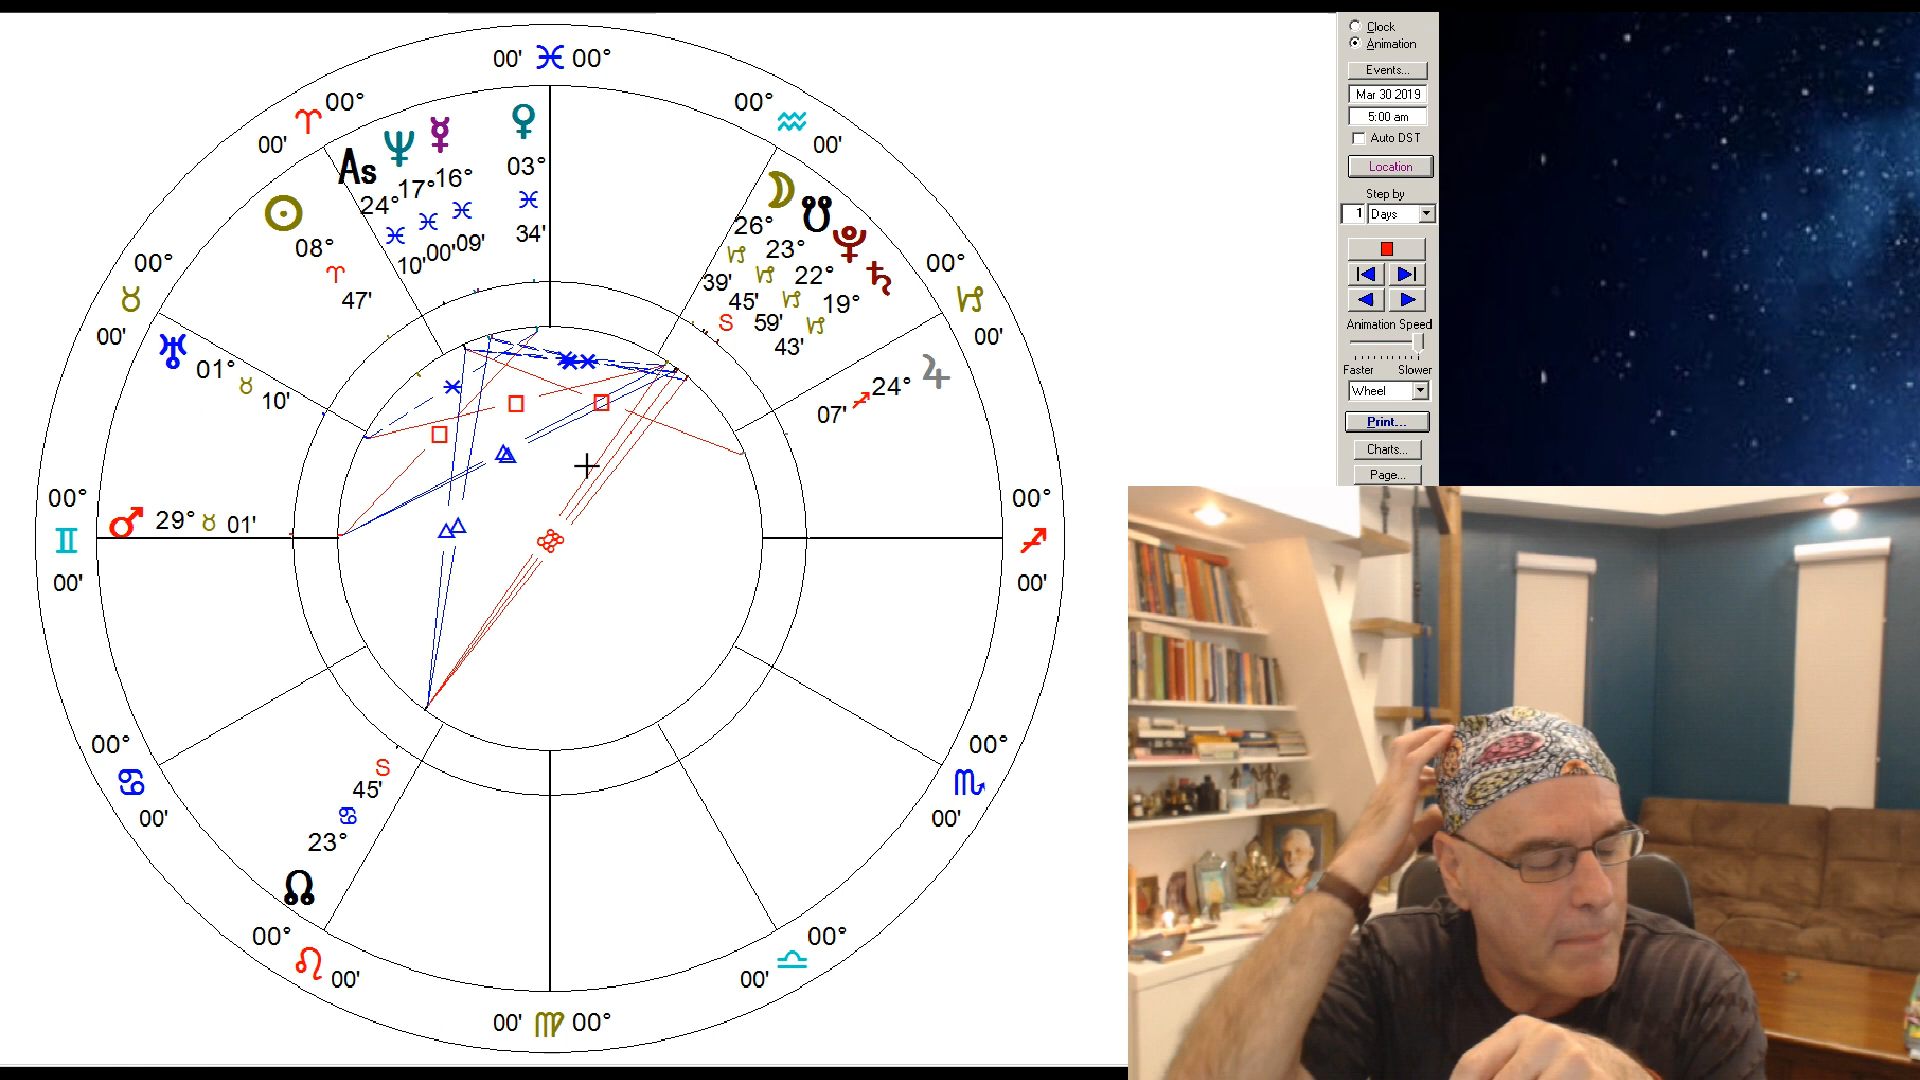 00' ♓ 00°
00° ♈ 00'
00° ♒ 00'
As
24° ♓ 10'
17° ♓ 00'
16° ♓ 09'
03° ♓ 34'
08° ♈ 47'
26° ♑ 39'
23° ♑ 45' S
22° ♑ 59'
19° ♑ 43'
00° ♉ 00'
01° ♉ 10'
00° ♑ 00'
24° ♐ 07'
00° ♊ 00'
29° ♉ 01'
00° ♐ 00'
00° ♋ 00'
S
45'
♋
23°
00° ♏ 00'
00° ♌ 00'
00° ♎ 00'
00' ♍ 00°
Clock
Animation
Events...
Mar 30 2019
5:00 am
Auto DST
Location
Step by
1 Days
Animation Speed
Faster Slower
Wheel
Print...
Charts...
Page...